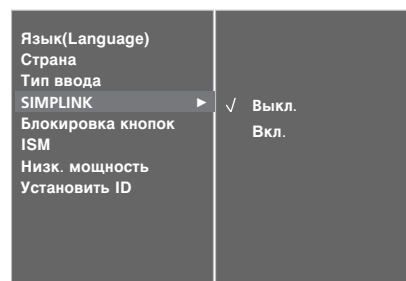 Язык(Language)
Страна
Тип ввода
SIMPLINK ►
√ Выкл.
Блокировка кнопок
Вкл.
ISM
Низк. мощность
Установить ID